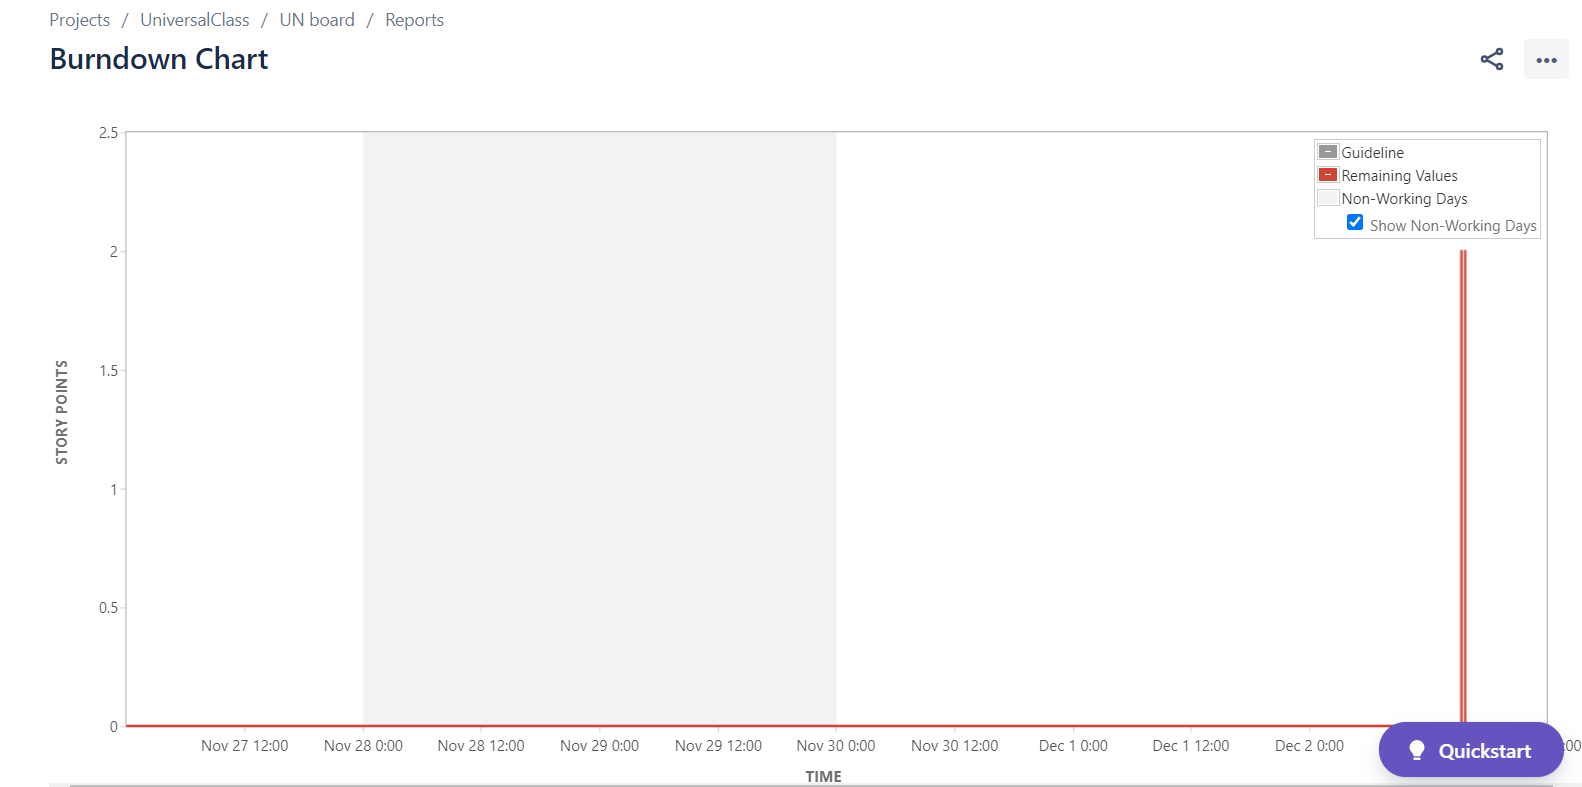 Projects / UniversalClass / UN board / Reports
Burndown Chart
2.5
Guideline
Remaining Values
Non-Working Days
Show Non-Working Days
2
1.5
STORY POINTS
1
0.5
0
Nov 27 12:00 Nov 28 0:00 Nov 28 12:00 Nov 29 0:00 Nov 29 12:00 Nov 30 0:00 Nov 30 12:00 Dec 1 0:00 Dec 1 12:00 Dec 2 0:00
Quickstart
TIME